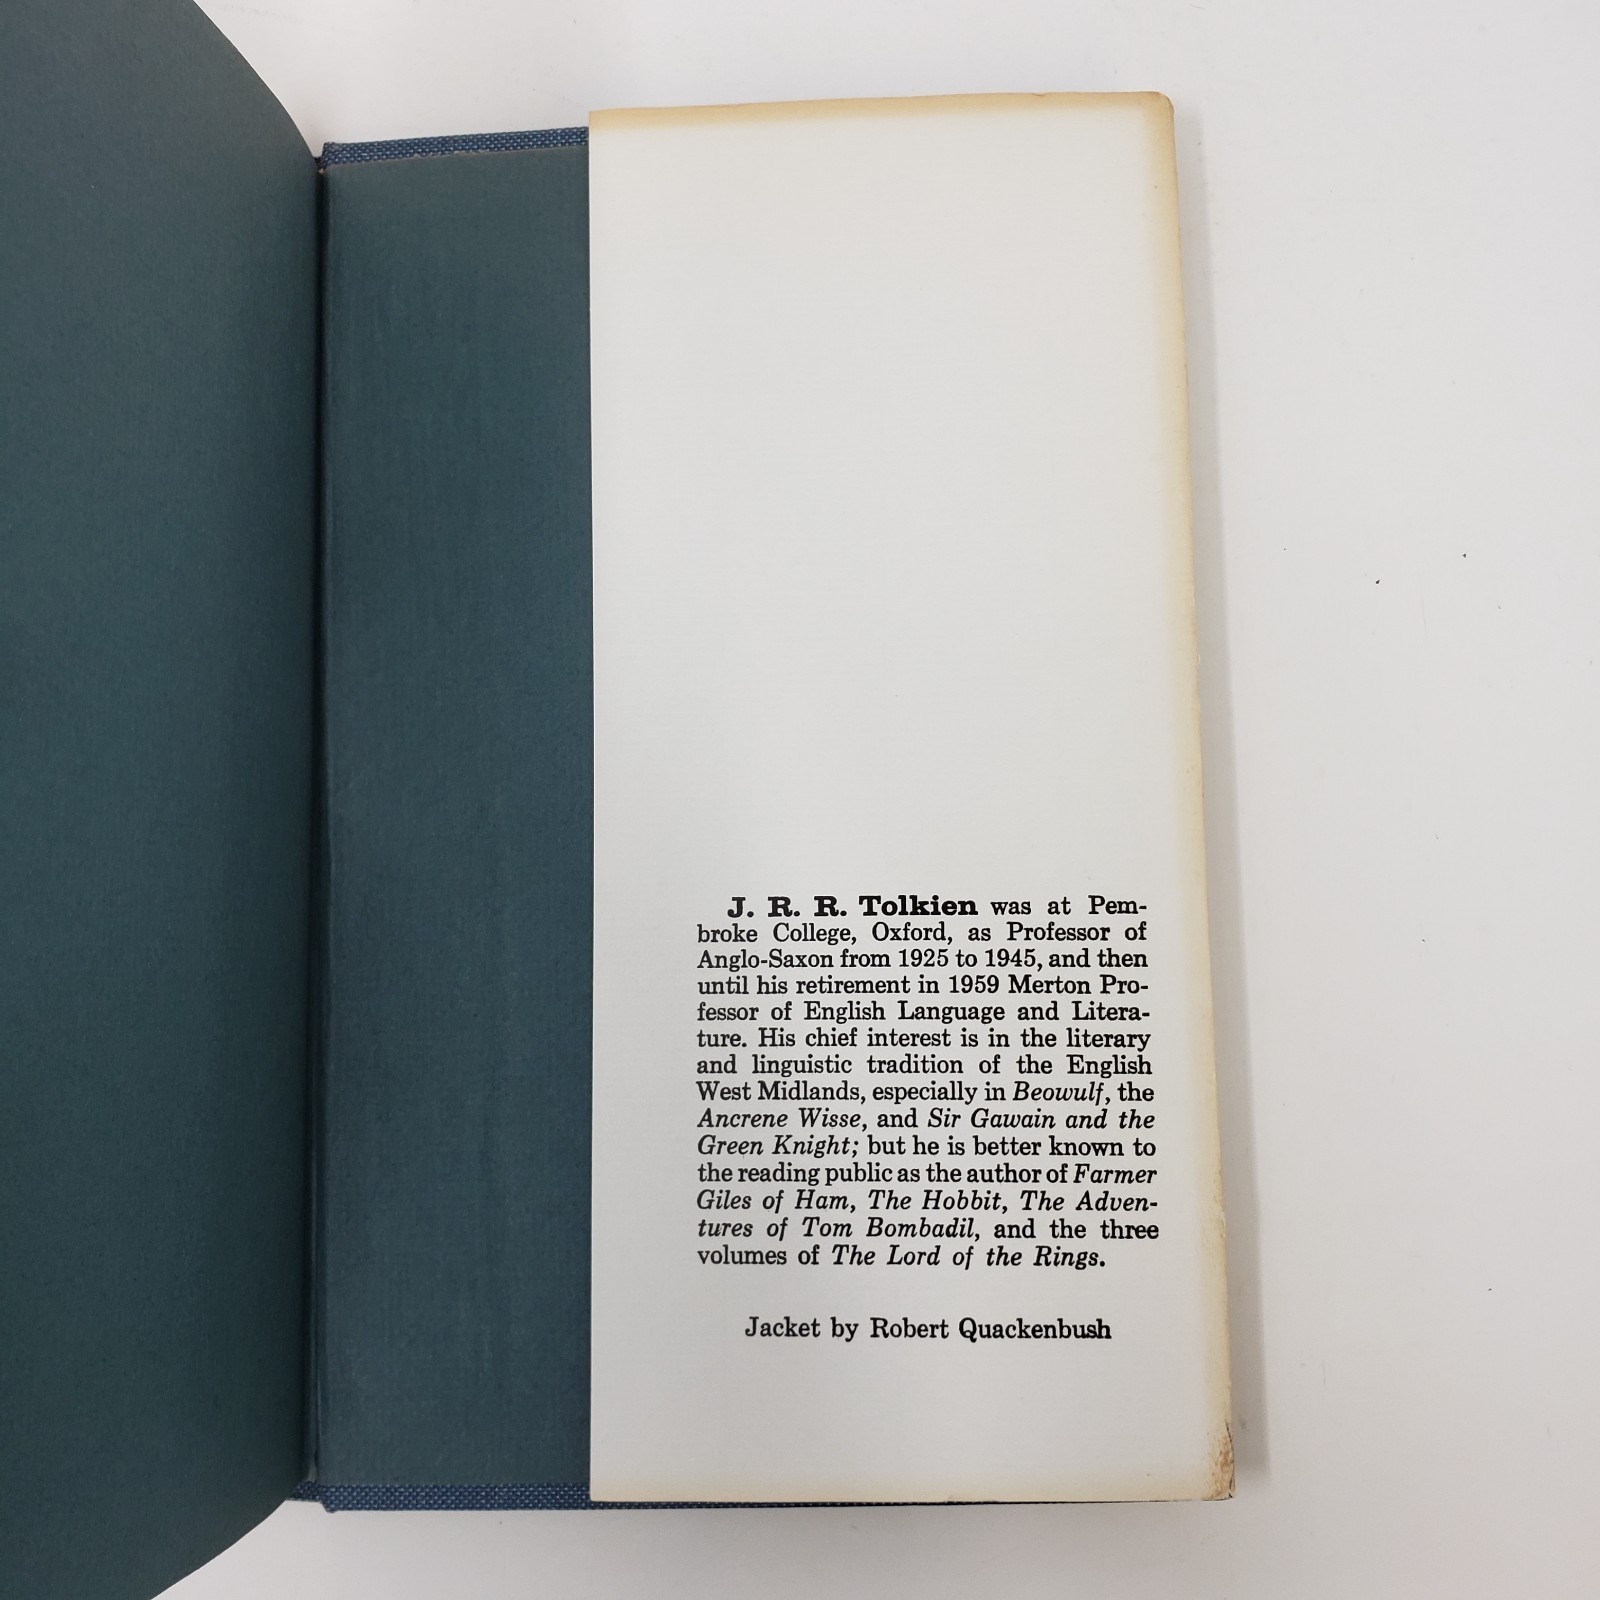 J. R. R. Tolkien was at Pem-
broke College, Oxford, as Professor of
Anglo-Saxon from 1925 to 1945, and then
until his retirement in 1959 Merton Pro-
fessor of English Language and Litera-
ture. His chief interest is in the literary
and linguistic tradition of the English
West Midlands, especially in Beowulf, the
Ancrene Wisse, and Sir Gawain and the
Green Knight; but he is better known to
the reading public as the author of Farmer
Giles of Ham, The Hobbit, The Adven-
tures of Tom Bombadil, and the three
volumes of The Lord of the Rings.
Jacket by Robert Quackenbush